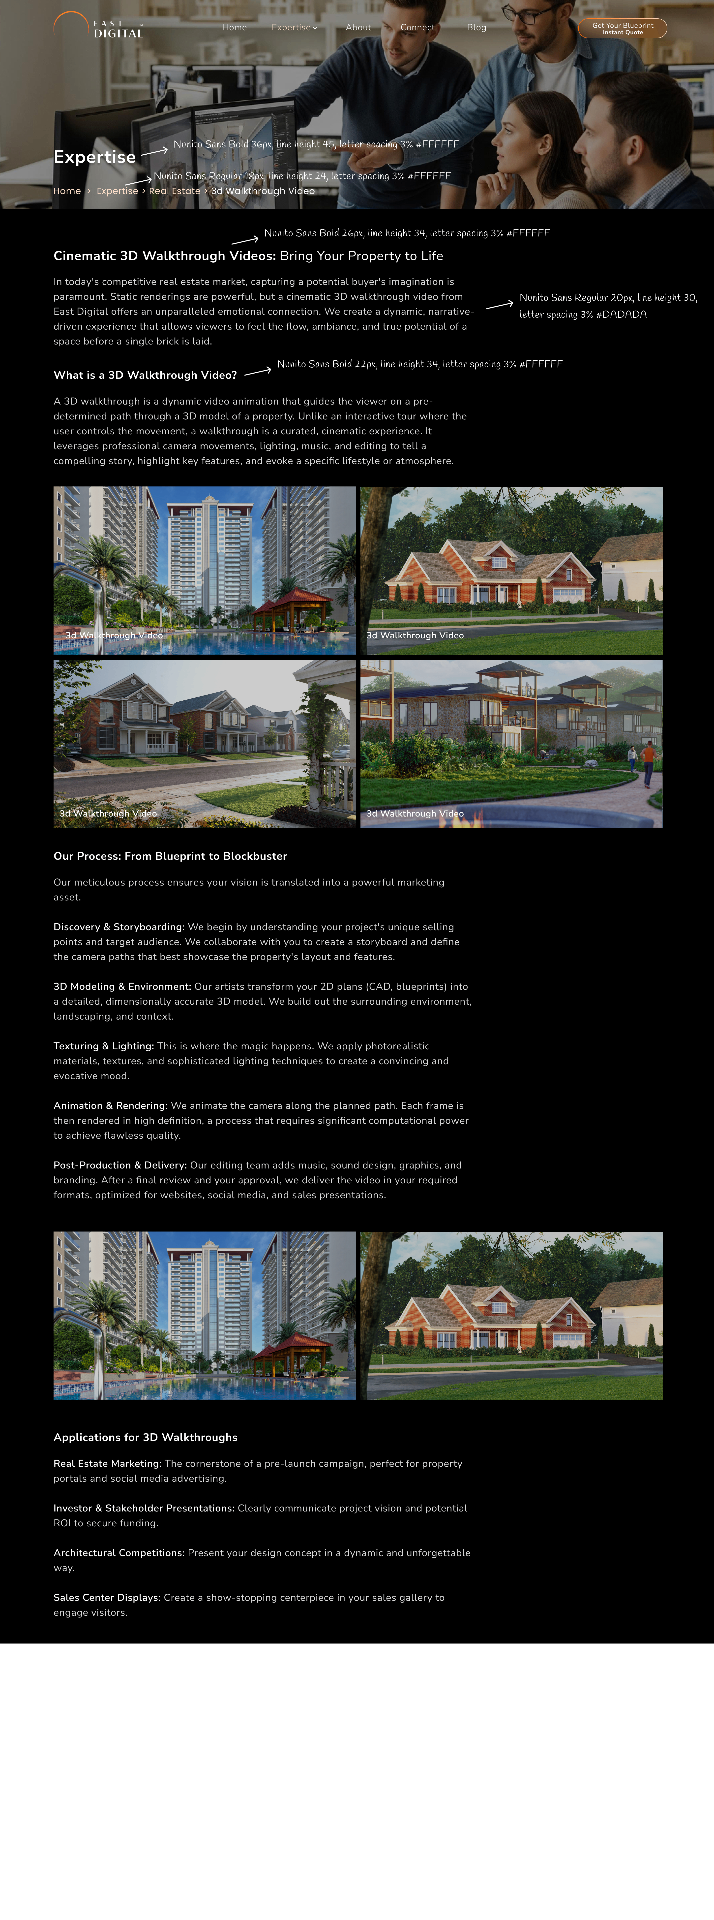 EAST
DIGITAL
Home Expertise About Connect Blog
Get Your Blueprint
Instant Quote
Nunito Sans Bold 36px, line height 45, letter spacing 3% #FFFFFF
Expertise
Nunito Sans Regular 18px, line height 24, letter spacing 3% #FFFFFF
Home > Expertise > Real Estate > 3d Walkthrough Video
Nunito Sans Bold 26px, line height 34, letter spacing 3% #FFFFFF
Cinematic 3D Walkthrough Videos: Bring Your Property to Life
In today's competitive real estate market, capturing a potential buyer's imagination is
paramount. Static renderings are powerful, but a cinematic 3D walkthrough video from
East Digital offers an unparalleled emotional connection. We create a dynamic, narrative-
driven experience that allows viewers to feel the flow, ambiance, and true potential of a
space before a single brick is laid.
Nunito Sans Regular 20px, line height 30,
letter spacing 3% #DADADA
Nunito Sans Bold 22px, line height 34, letter spacing 3% #FFFFFF
What is a 3D Walkthrough Video?
A 3D walkthrough is a dynamic video animation that guides the viewer on a pre-
determined path through a 3D model of a property. Unlike an interactive tour where the
user controls the movement, a walkthrough is a curated, cinematic experience. It
leverages professional camera movements, lighting, music, and editing to tell a
compelling story, highlight key features, and evoke a specific lifestyle or atmosphere.
3d Walkthrough Video
3d Walkthrough Video
3d Walkthrough Video
3d Walkthrough Video
Our Process: From Blueprint to Blockbuster
Our meticulous process ensures your vision is translated into a powerful marketing
asset.
Discovery & Storyboarding: We begin by understanding your project's unique selling
points and target audience. We collaborate with you to create a storyboard and define
the camera paths that best showcase the property's layout and features.
3D Modeling & Environment: Our artists transform your 2D plans (CAD, blueprints) into
a detailed, dimensionally accurate 3D model. We build out the surrounding environment,
landscaping, and context.
Texturing & Lighting: This is where the magic happens. We apply photorealistic
materials, textures, and sophisticated lighting techniques to create a convincing and
evocative mood.
Animation & Rendering: We animate the camera along the planned path. Each frame is
then rendered in high definition, a process that requires significant computational power
to achieve flawless quality.
Post-Production & Delivery: Our editing team adds music, sound design, graphics, and
branding. After a final review and your approval, we deliver the video in your required
formats, optimized for websites, social media, and sales presentations.
Applications for 3D Walkthroughs
Real Estate Marketing: The cornerstone of a pre-launch campaign, perfect for property
portals and social media advertising.
Investor & Stakeholder Presentations: Clearly communicate project vision and potential
ROI to secure funding.
Architectural Competitions: Present your design concept in a dynamic and unforgettable
way.
Sales Center Displays: Create a show-stopping centerpiece in your sales gallery to
engage visitors.